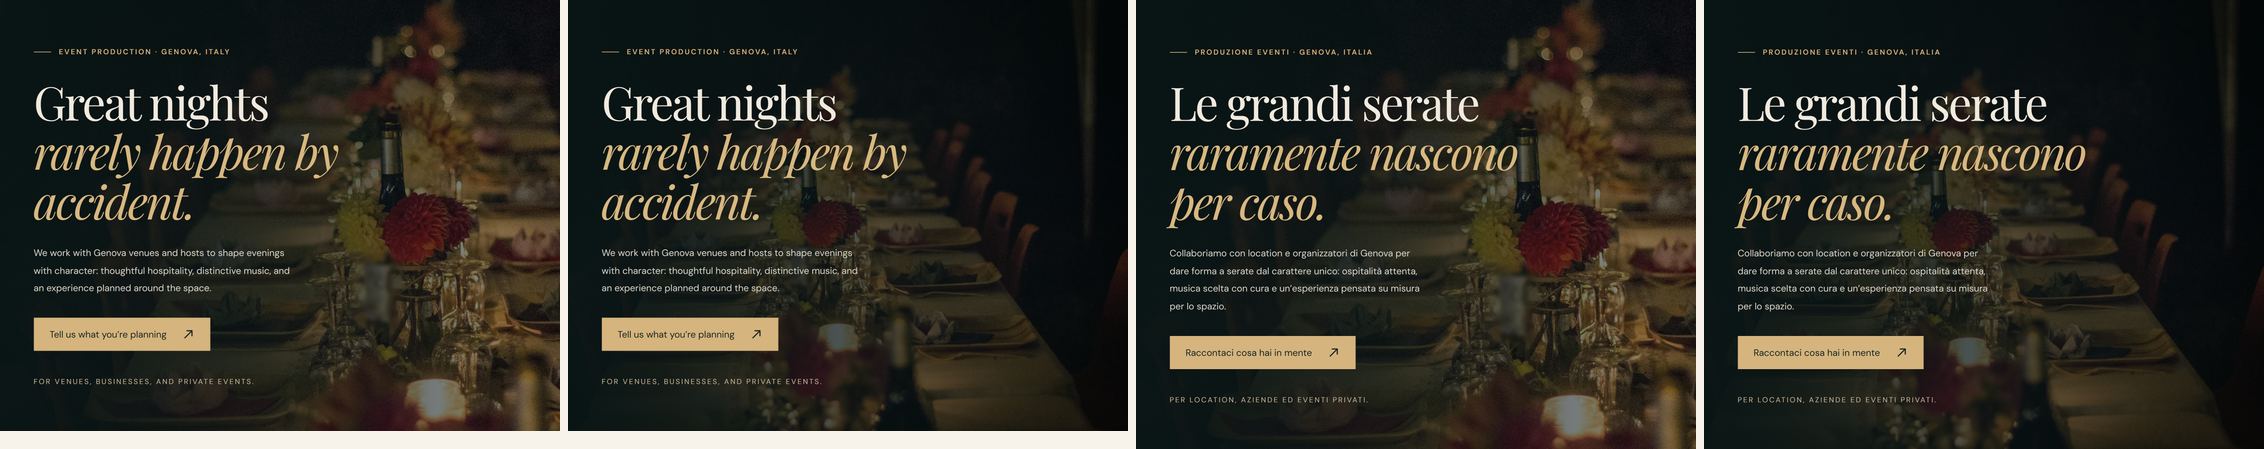 EVENT PRODUCTION · GENOVA, ITALY
Great nights
rarely happen by
accident.
We work with Genova venues and hosts to shape evenings
with character: thoughtful hospitality, distinctive music, and
an experience planned around the space.
Tell us what you’re planning
FOR VENUES, BUSINESSES, AND PRIVATE EVENTS.
EVENT PRODUCTION · GENOVA, ITALY
Great nights
rarely happen by
accident.
We work with Genova venues and hosts to shape evenings
with character: thoughtful hospitality, distinctive music, and
an experience planned around the space.
Tell us what you’re planning
FOR VENUES, BUSINESSES, AND PRIVATE EVENTS.
PRODUZIONE EVENTI · GENOVA, ITALIA
Le grandi serate
raramente nascono
per caso.
Collaboriamo con location e organizzatori di Genova per
dare forma a serate dal carattere unico: ospitalità attenta,
musica scelta con cura e un’esperienza pensata su misura
per lo spazio.
Raccontaci cosa hai in mente
PER LOCATION, AZIENDE ED EVENTI PRIVATI.
PRODUZIONE EVENTI · GENOVA, ITALIA
Le grandi serate
raramente nascono
per caso.
Collaboriamo con location e organizzatori di Genova per
dare forma a serate dal carattere unico: ospitalità attenta,
musica scelta con cura e un’esperienza pensata su misura
per lo spazio.
Raccontaci cosa hai in mente
PER LOCATION, AZIENDE ED EVENTI PRIVATI.